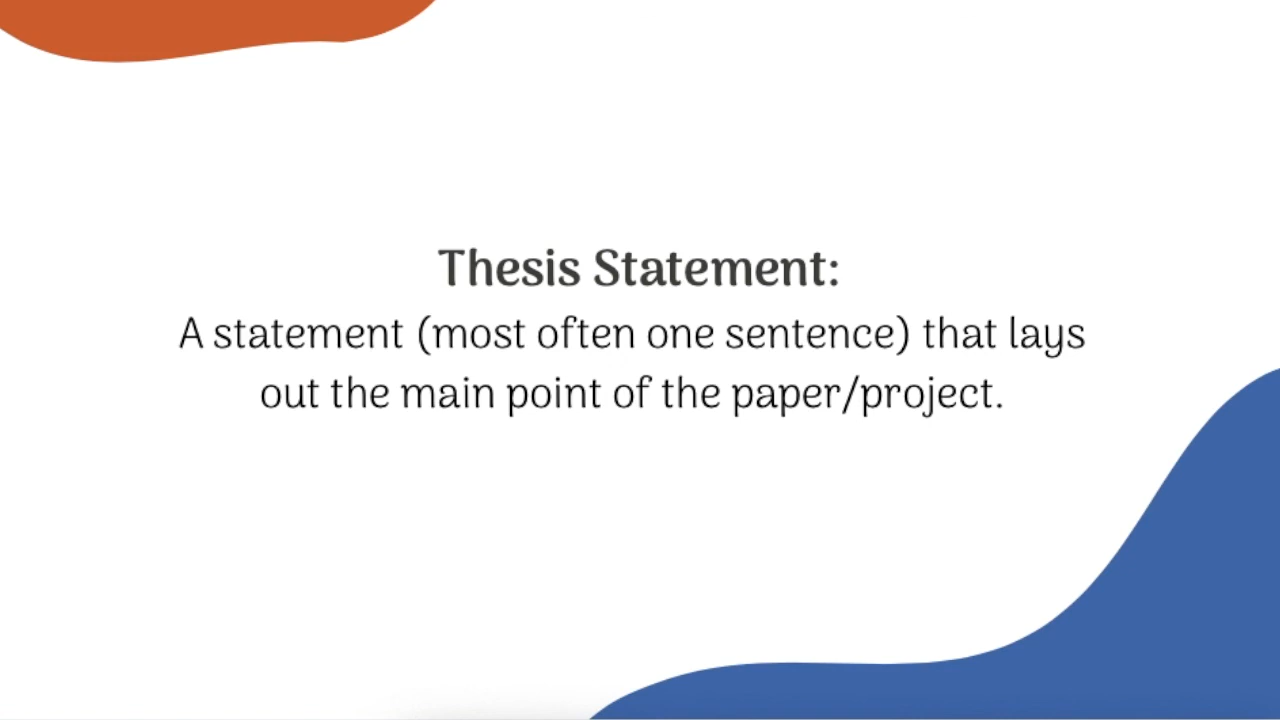 Thesis Statement:
A statement (most often one sentence) that lays
out the main point of the paper/project.